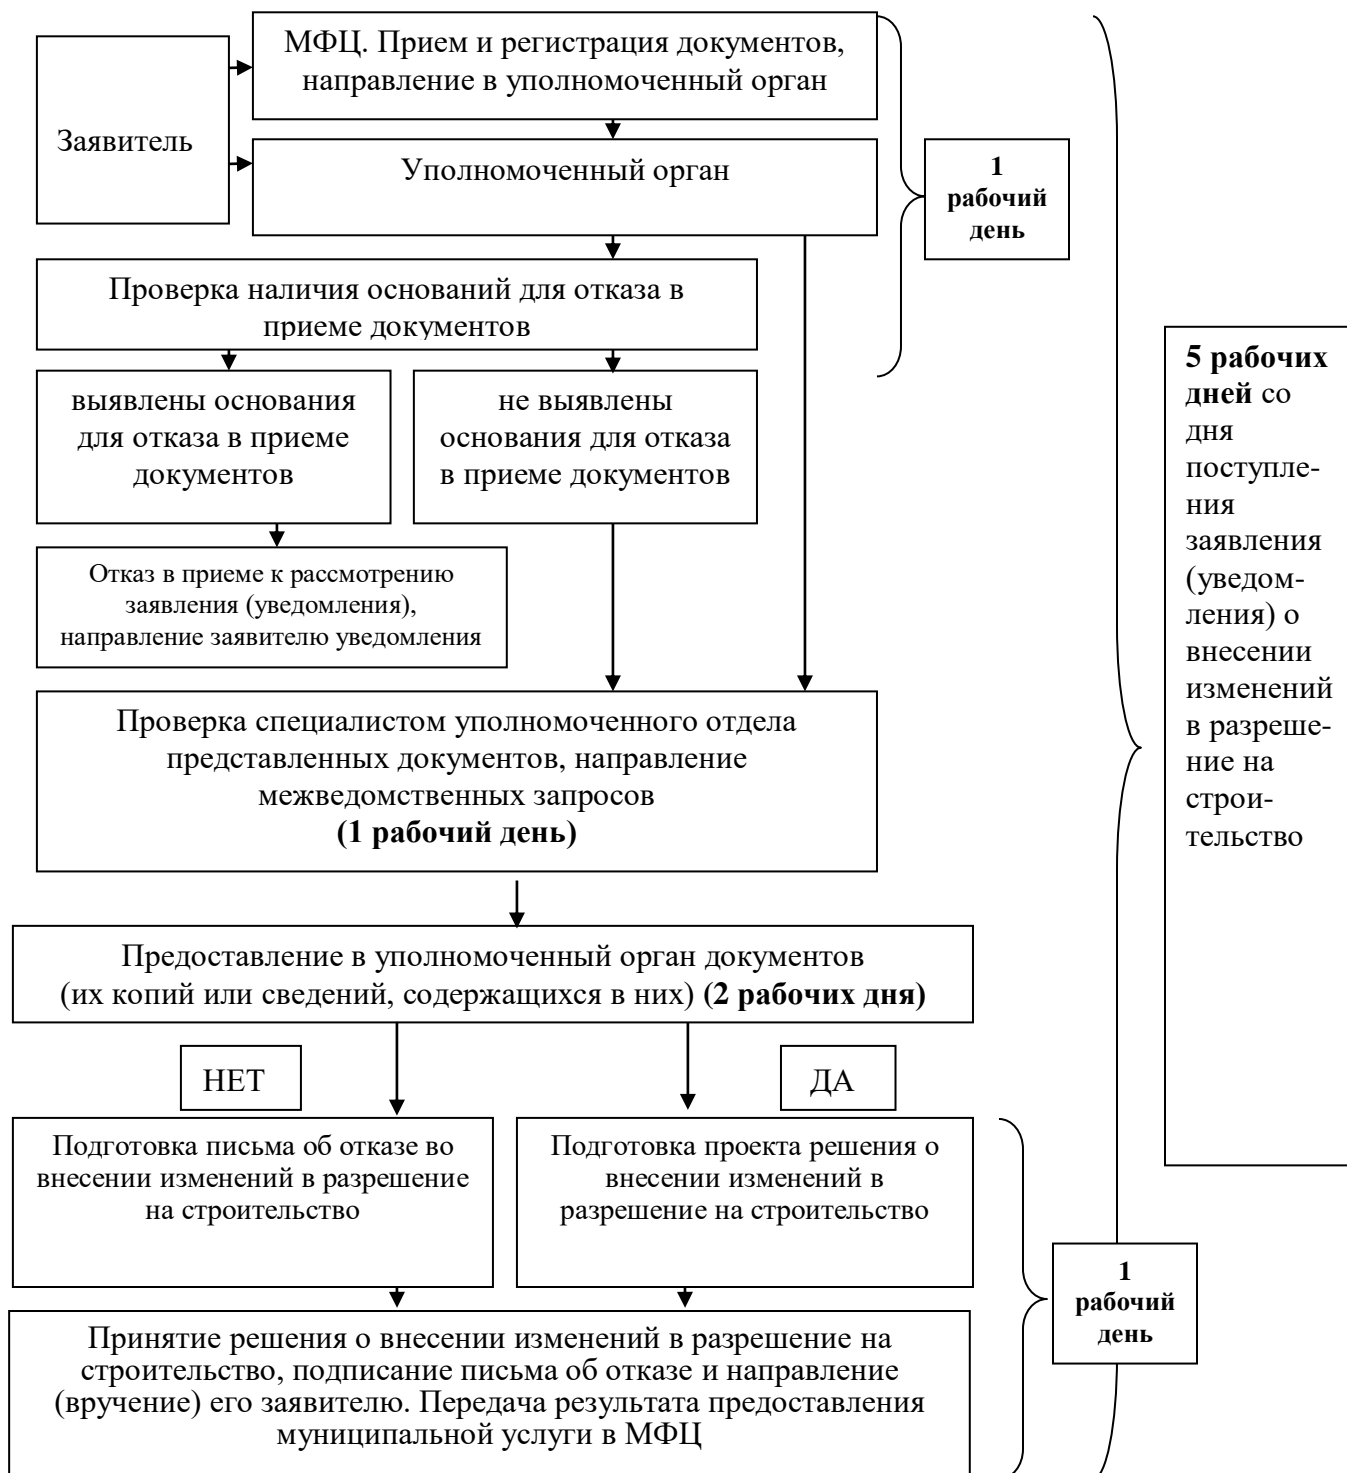 МФЦ. Прием и регистрация документов,
направление в уполномоченный орган
Заявитель
Уполномоченный орган
1
рабочий
день
Проверка наличия оснований для отказа в
приеме документов
выявлены основания
для отказа в приеме
документов
не выявлены
основания для отказа
в приеме документов
5 рабочих
дней со
дня
поступле-
ния
заявления
(уведом-
ления) о
внесении
изменений
в разреше-
ние на
строи-
тельство
Отказ в приеме к рассмотрению
заявления (уведомления),
направление заявителю уведомления
Проверка специалистом уполномоченного отдела
представленных документов, направление
межведомственных запросов
(1 рабочий день)
Предоставление в уполномоченный орган документов
(их копий или сведений, содержащихся в них) (2 рабочих дня)
НЕТ
ДА
Подготовка письма об отказе во
внесении изменений в разрешение
на строительство
Подготовка проекта решения о
внесении изменений в
разрешение на строительство
1
рабочий
день
Принятие решения о внесении изменений в разрешение на
строительство, подписание письма об отказе и направление
(вручение) его заявителю. Передача результата предоставления
муниципальной услуги в МФЦ